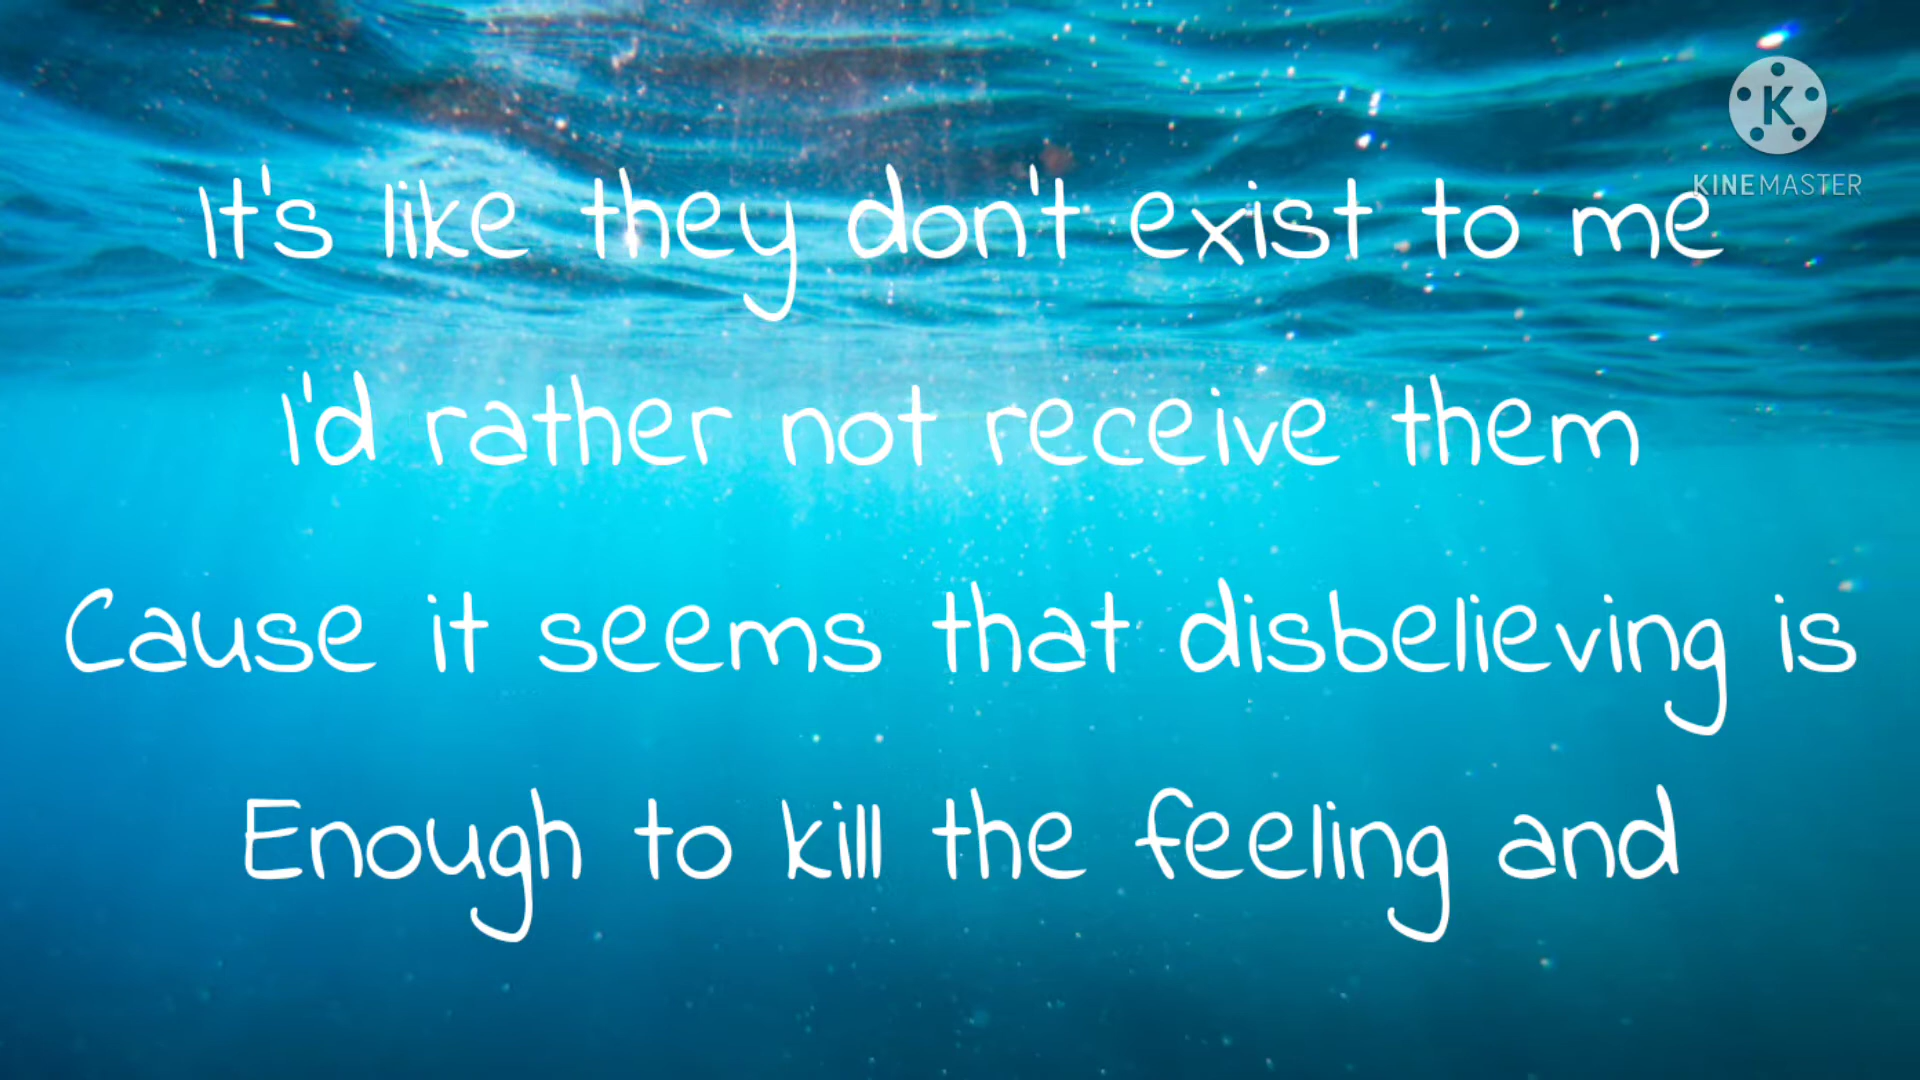 K
KINEMASTER
It's like they don't exist to me
I'd rather not receive them
Cause it seems that disbelieving is
Enough to kill the feeling and